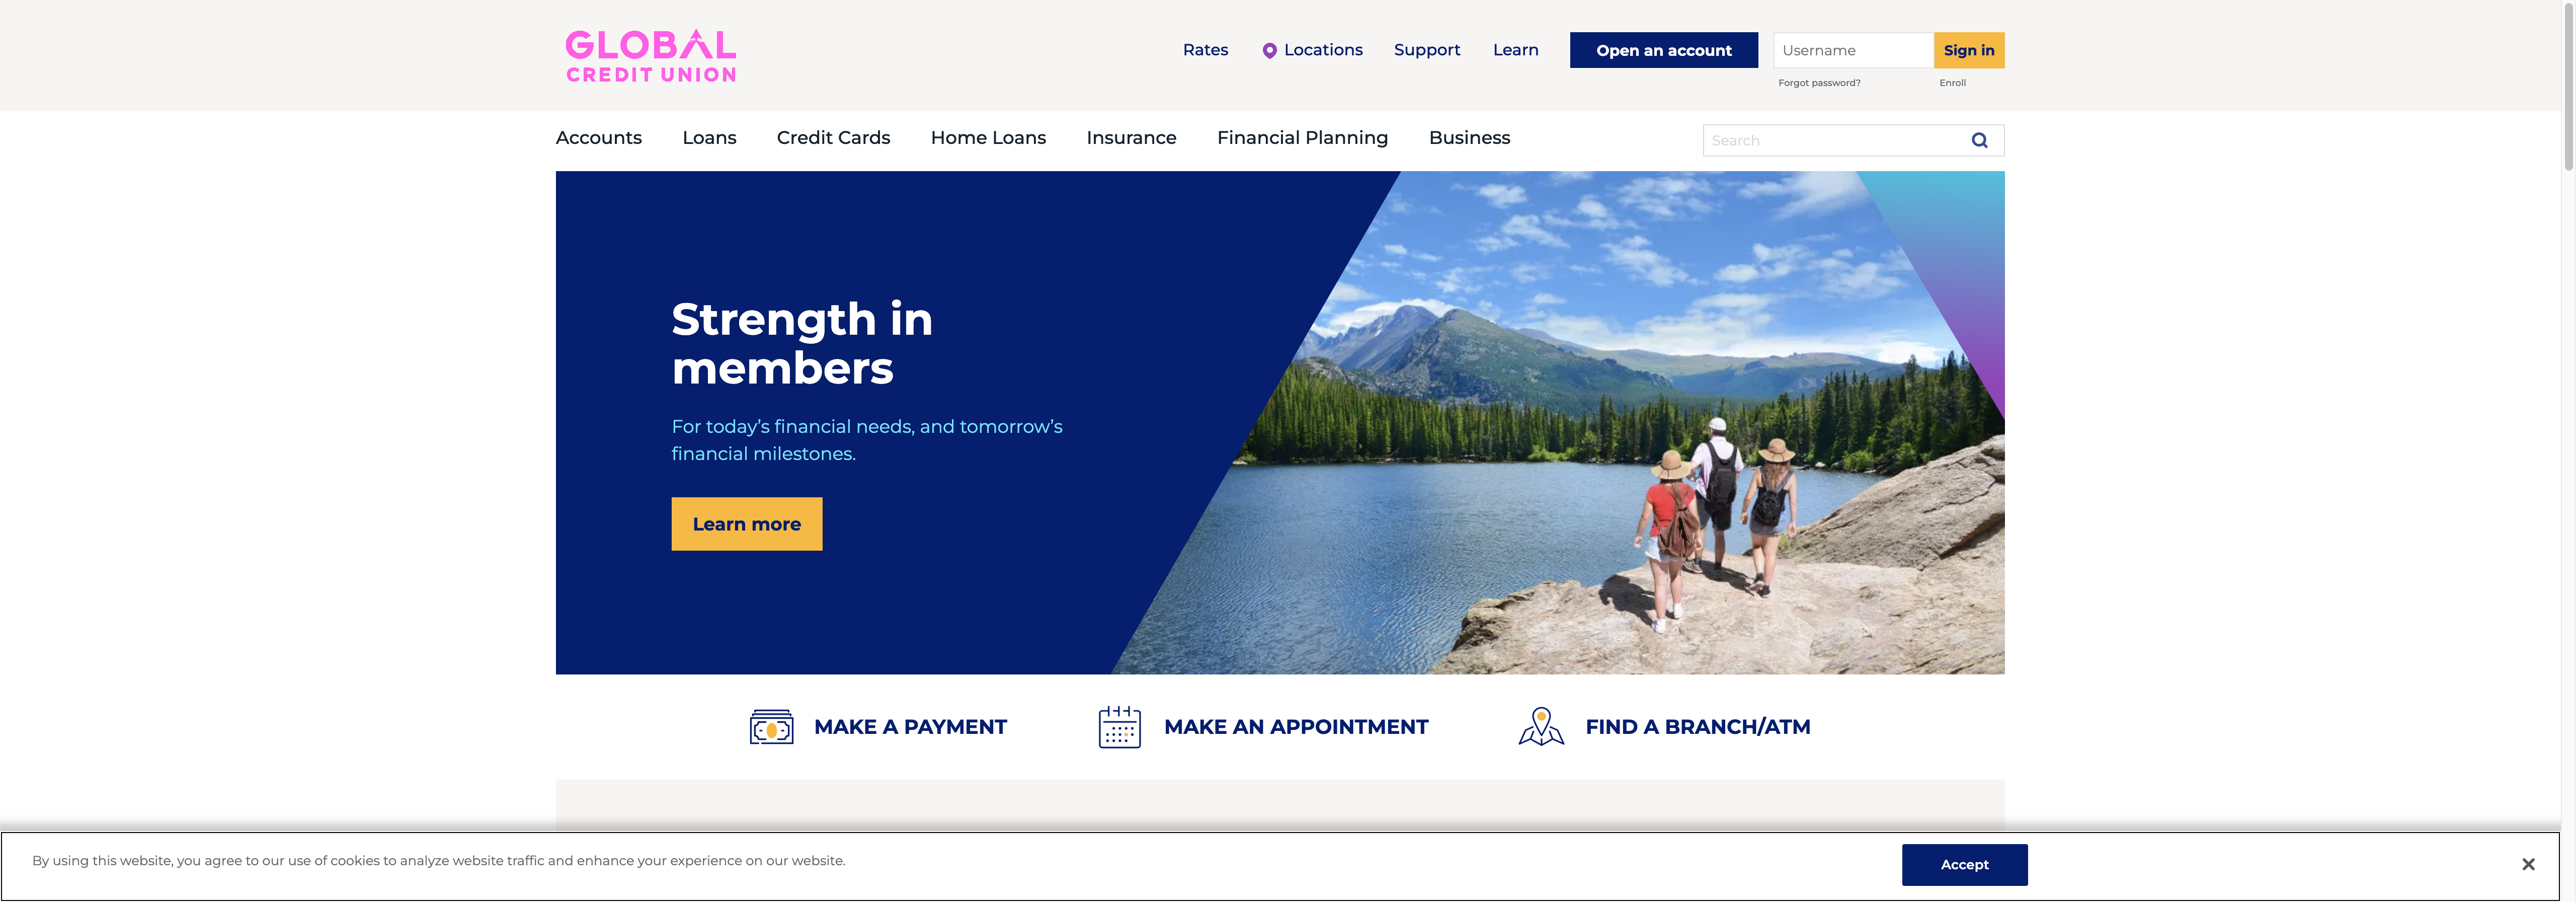 GLOBAL
CREDIT UNION
Rates
Locations
Support
Learn
Open an account
Username
Sign in
Forgot password?
Enroll
Accounts
Loans
Credit Cards
Home Loans
Insurance
Financial Planning
Business
Search
Strength in
members
For today’s financial needs, and tomorrow’s
financial milestones.
Learn more
MAKE A PAYMENT
MAKE AN APPOINTMENT
FIND A BRANCH/ATM
By using this website, you agree to our use of cookies to analyze website traffic and enhance your experience on our website.
Accept